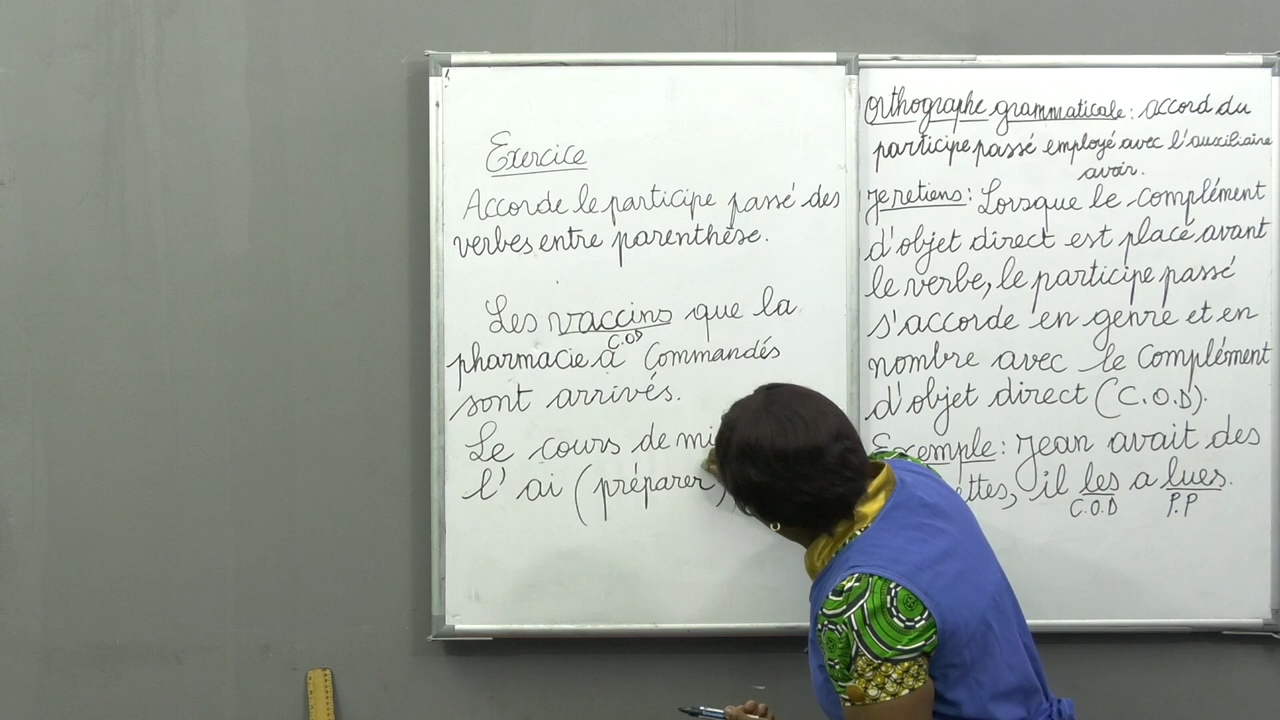 Exercice
Accorde le participe passé des
verbes entre parenthèse.
Les vaccins que la
C.OD
pharmacie a commandés
sont arrivés.
Le cours de
l'ai (préparer)
Orthographe grammaticale : accord du
participe passé employé avec l'auxiliaire
avoir.
Je retiens : Lorsque le complément
d'objet direct est placé avant
le verbe, le participe passé
s'accorde en genre et en
nombre avec le complément
d'objet direct (C.O.D).
Exemple : Jean avait des
il les a lues.
C.O.D P.P